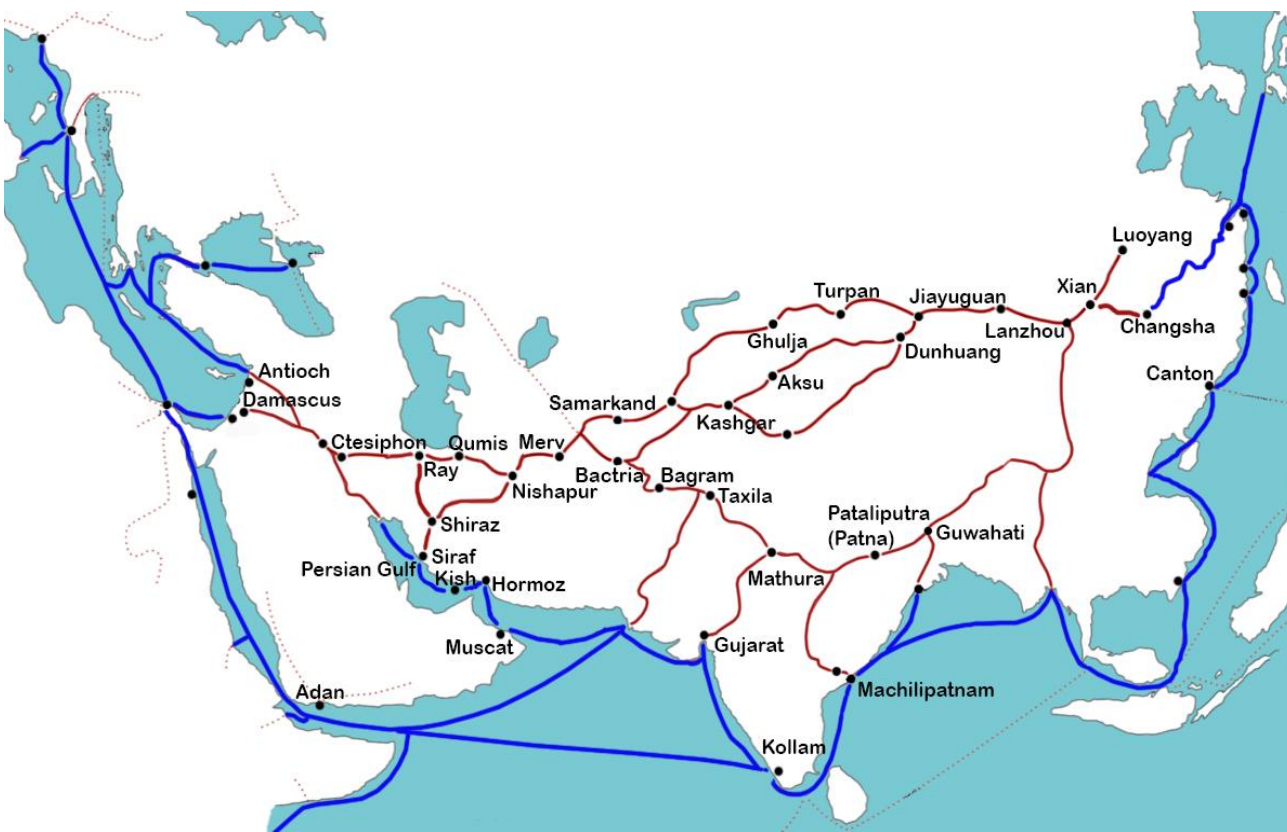 Luoyang
Turpan
Jiayuguan
Xian
Ghulja
Lanzhou
Changsha
Dunhuang
Antioch
Aksu
Canton
Damascus
Samarkand
Kashgar
Ctesiphon
Qumis
Merv
Ray
Bactria
Bagram
Nishapur
Taxila
Shiraz
Pataliputra
(Patna)
Guwahati
Siraf
Persian Gulf
Kish
Hormoz
Mathura
Muscat
Gujarat
Adan
Machilipatnam
Kollam